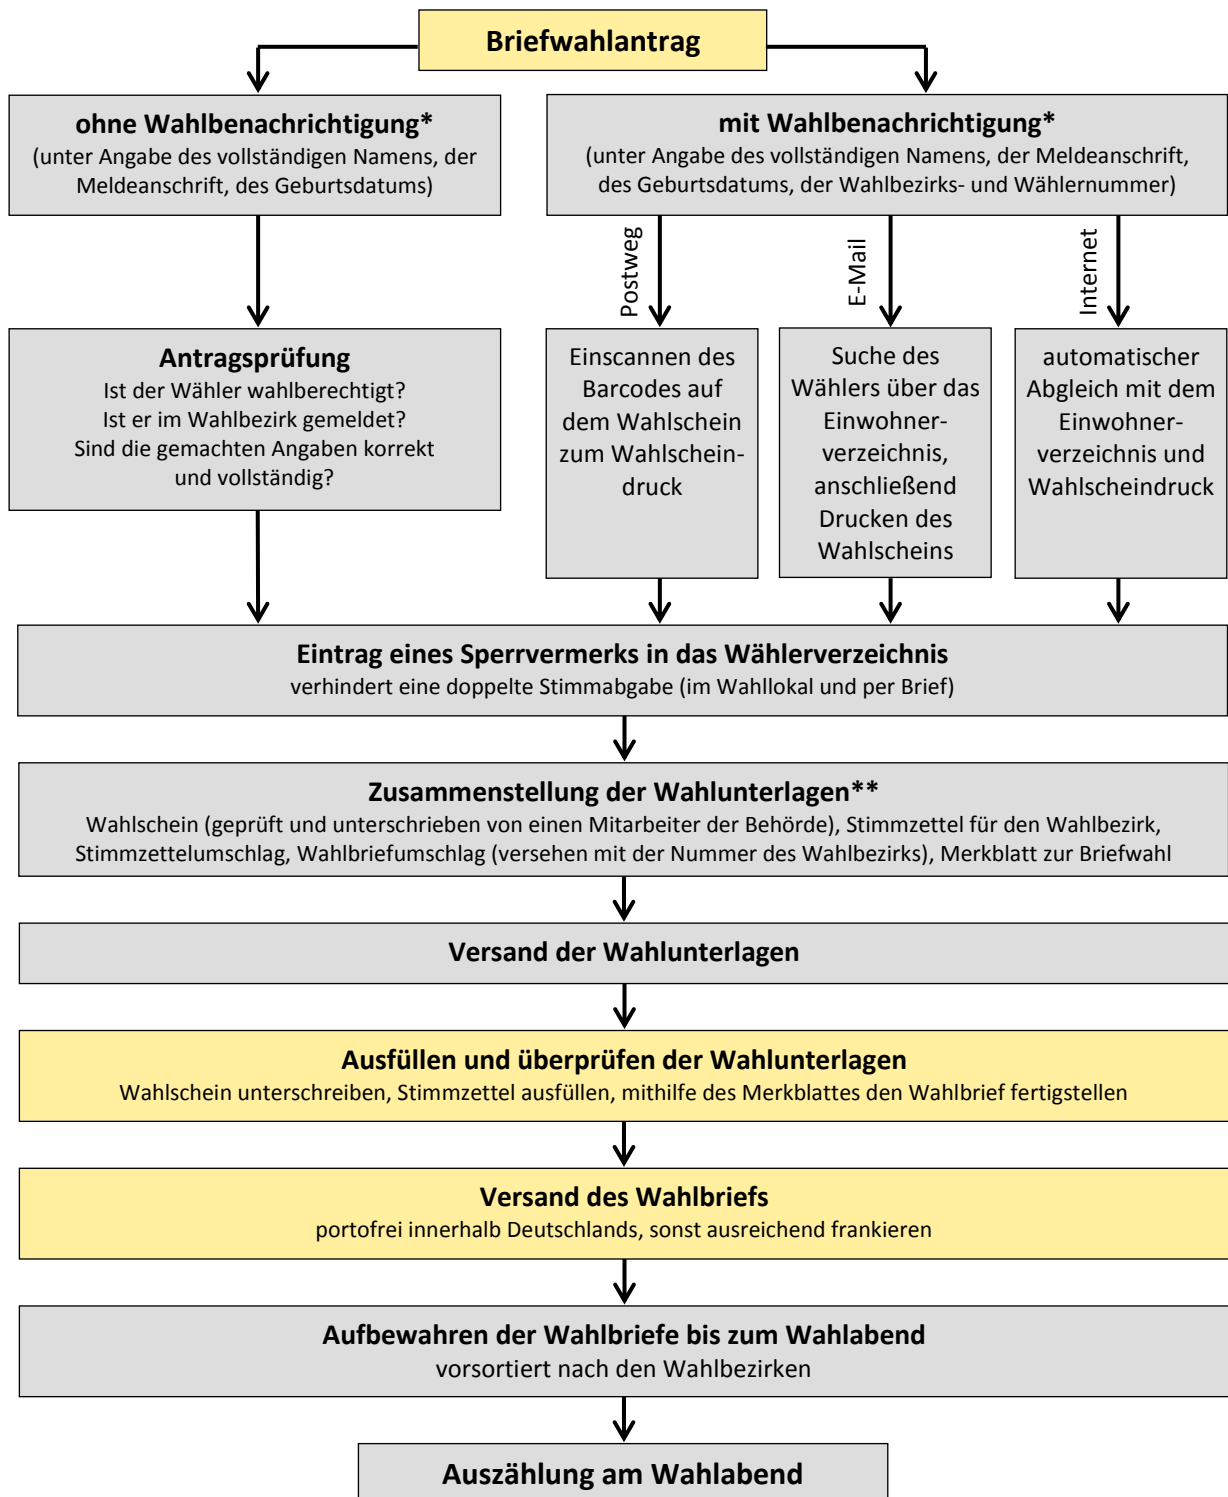 Briefwahlantrag
ohne Wahlbenachrichtigung*
(unter Angabe des vollständigen Namens, der
Meldeanschrift, des Geburtsdatums)
mit Wahlbenachrichtigung*
(unter Angabe des vollständigen Namens, der Meldeanschrift,
des Geburtsdatums, der Wahlbezirks- und Wählernummer)
Postweg
E-Mail
Internet
Antragsprüfung
Ist der Wähler wahlberechtigt?
Ist er im Wahlbezirk gemeldet?
Sind die gemachten Angaben korrekt
und vollständig?
Einscannen des
Barcodes auf
dem Wahlschein
zum Wahlschein-
druck
Suche des
Wählers über das
Einwohner-
verzeichnis,
anschließend
Drucken des
Wahlscheins
automatischer
Abgleich mit dem
Einwohner-
verzeichnis und
Wahlscheindruck
Eintrag eines Sperrvermerks in das Wählerverzeichnis
verhindert eine doppelte Stimmabgabe (im Wahllokal und per Brief)
Zusammenstellung der Wahlunterlagen**
Wahlschein (geprüft und unterschrieben von einen Mitarbeiter der Behörde), Stimmzettel für den Wahlbezirk,
Stimmzettelumschlag, Wahlbriefumschlag (versehen mit der Nummer des Wahlbezirks), Merkblatt zur Briefwahl
Versand der Wahlunterlagen
Ausfüllen und überprüfen der Wahlunterlagen
Wahlschein unterschreiben, Stimmzettel ausfüllen, mithilfe des Merkblattes den Wahlbrief fertigstellen
Versand des Wahlbriefs
portofrei innerhalb Deutschlands, sonst ausreichend frankieren
Aufbewahren der Wahlbriefe bis zum Wahlabend
vorsortiert nach den Wahlbezirken
Auszählung am Wahlabend